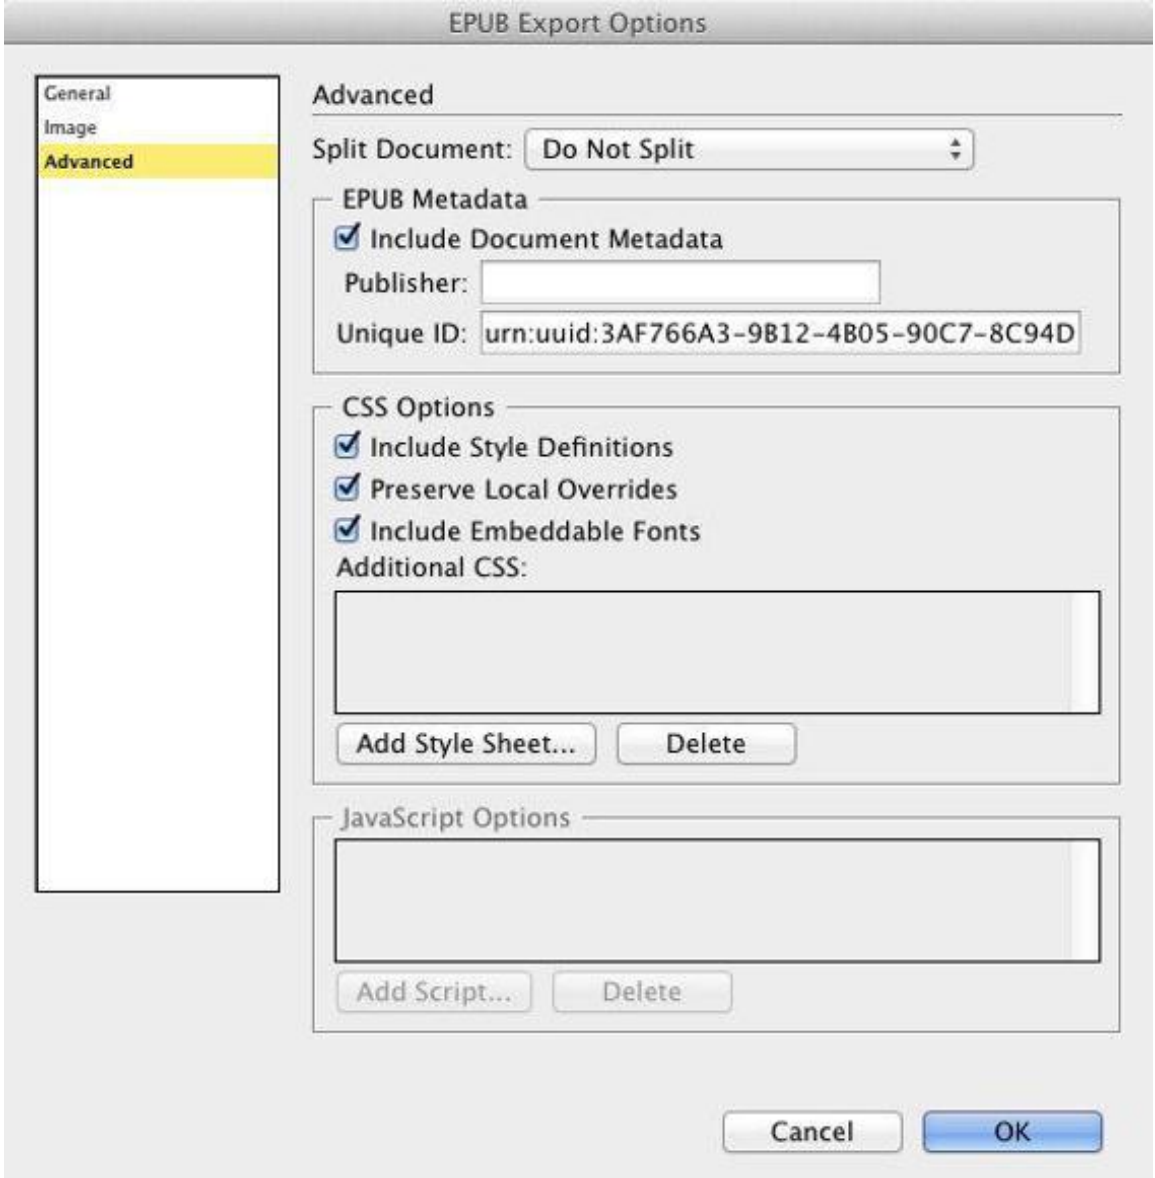 EPUB Export Options
General
Image
Advanced
Advanced
Split Document: Do Not Split
EPUB Metadata
Include Document Metadata
Publisher:
Unique ID: urn:uuid:3AF766A3-9B12-4B05-90C7-8C94D
CSS Options
Include Style Definitions
Preserve Local Overrides
Include Embeddable Fonts
Additional CSS:
Add Style Sheet... Delete
JavaScript Options
Add Script... Delete
Cancel OK